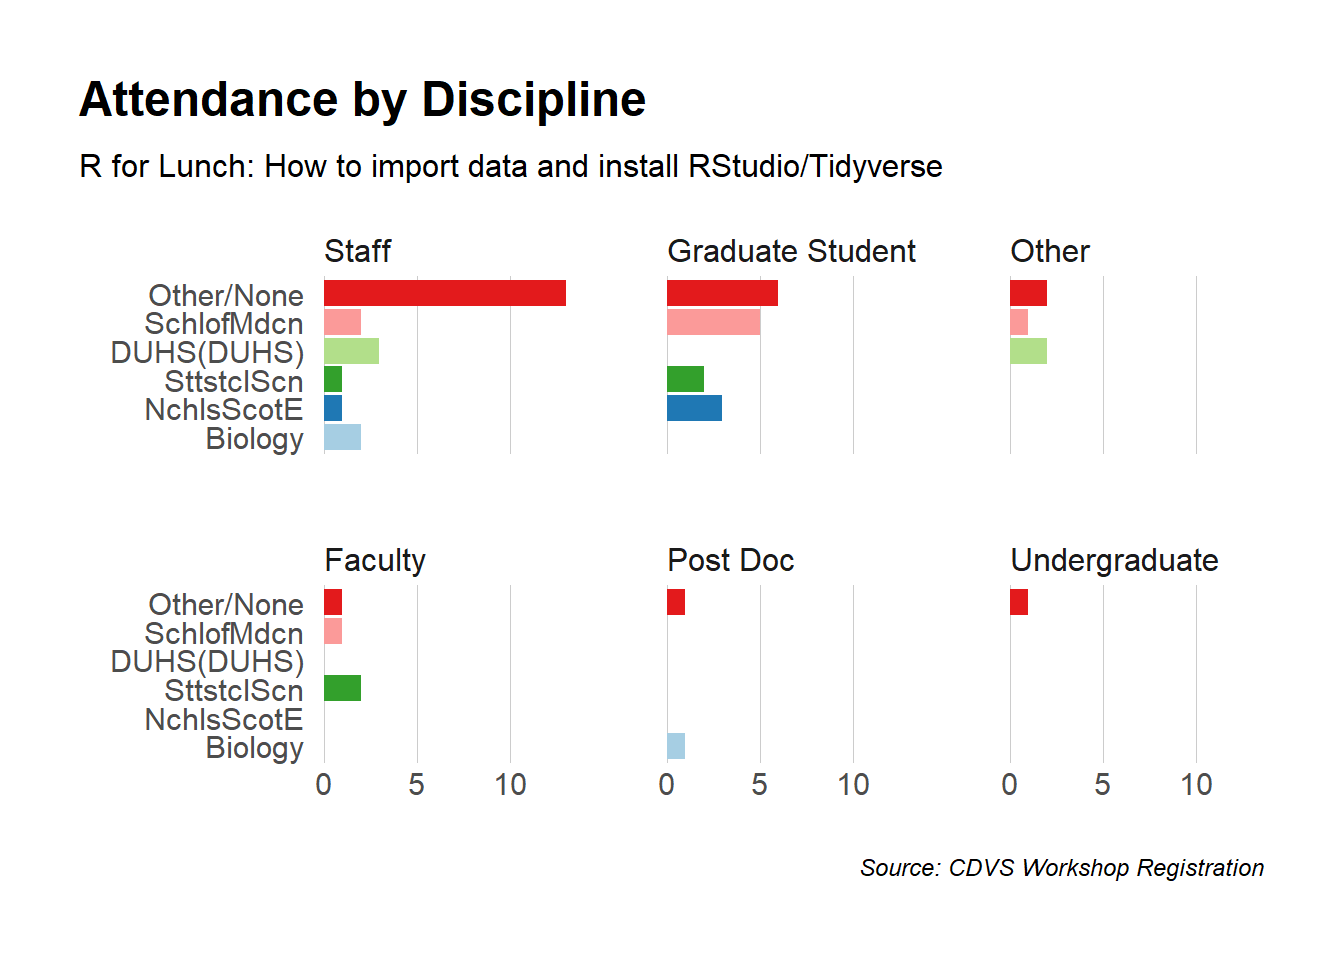 Attendance by Discipline
R for Lunch: How to import data and install RStudio/Tidyverse
Staff
Graduate Student
Other
Other/None
SchlofMdcn
DUHS(DUHS)
SttstclScn
NchlsScotE
Biology
Faculty
Post Doc
Undergraduate
Other/None
SchlofMdcn
DUHS(DUHS)
SttstclScn
NchlsScotE
Biology
0 5 10
0 5 10
0 5 10
Source: CDVS Workshop Registration